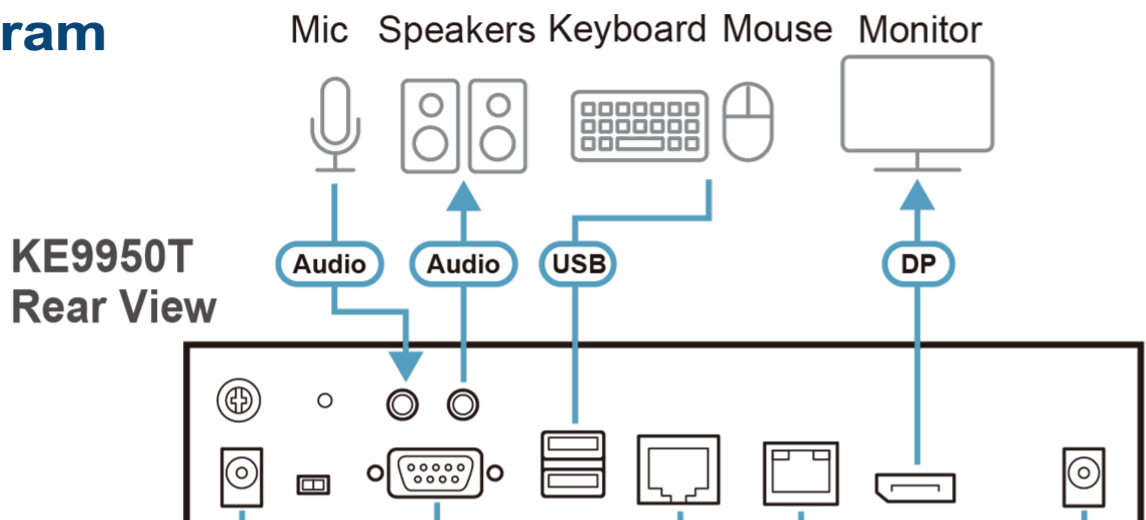 ram
Mic Speakers Keyboard Mouse Monitor
Audio Audio USB DP
KE9950T
Rear View